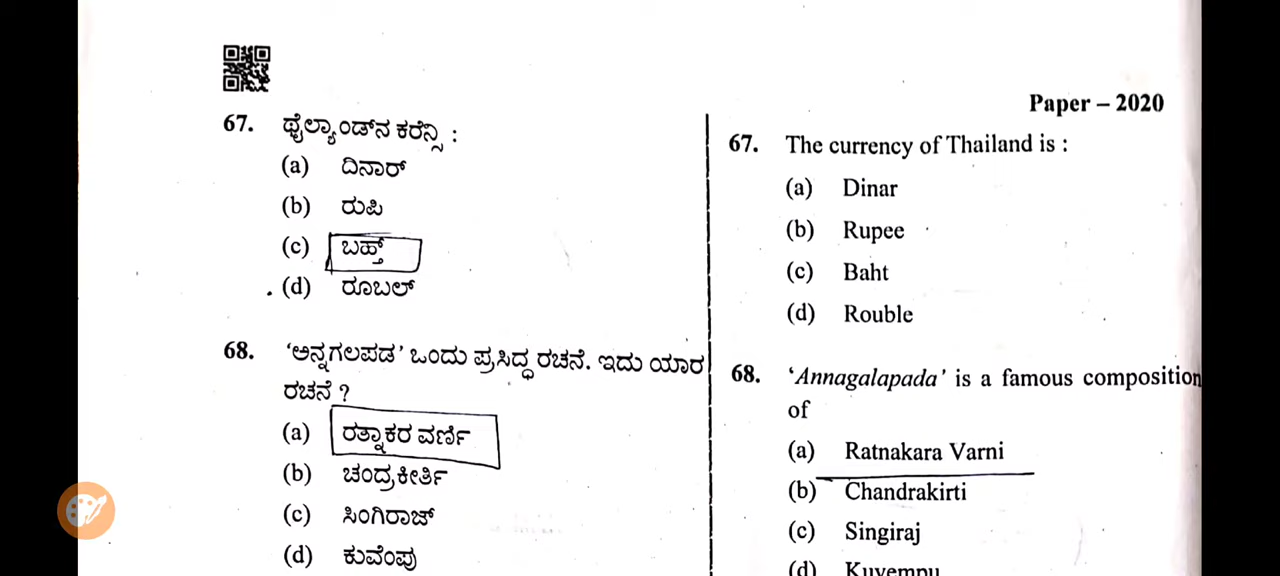 67. ಥೈಲ್ಯಾಂಡ್‌ನ ಕರೆನ್ಸಿ :
(a) ದಿನಾರ್
(b) ರುಪಿ
(c) ಬಹ್ತ್
(d) ರೂಬಲ್
68. ‘ಅನ್ನಗಲಪದ’ ಒಂದು ಪ್ರಸಿದ್ಧ ರಚನೆ. ಇದು ಯಾರ
ರಚನೆ ?
(a) ರತ್ನಾಕರ ವರ್ಣಿ
(b) ಚಂದ್ರಕೀರ್ತಿ
(c) ಸಿಂಗಿರಾಜ್
(d) ಕುವೆಂಪು
Paper – 2020
67. The currency of Thailand is :
(a) Dinar
(b) Rupee
(c) Baht
(d) Rouble
68. ‘Annagalapada’ is a famous composition
of
(a) Ratnakara Varni
(b) Chandrakirti
(c) Singiraj
(d) Kuvempu